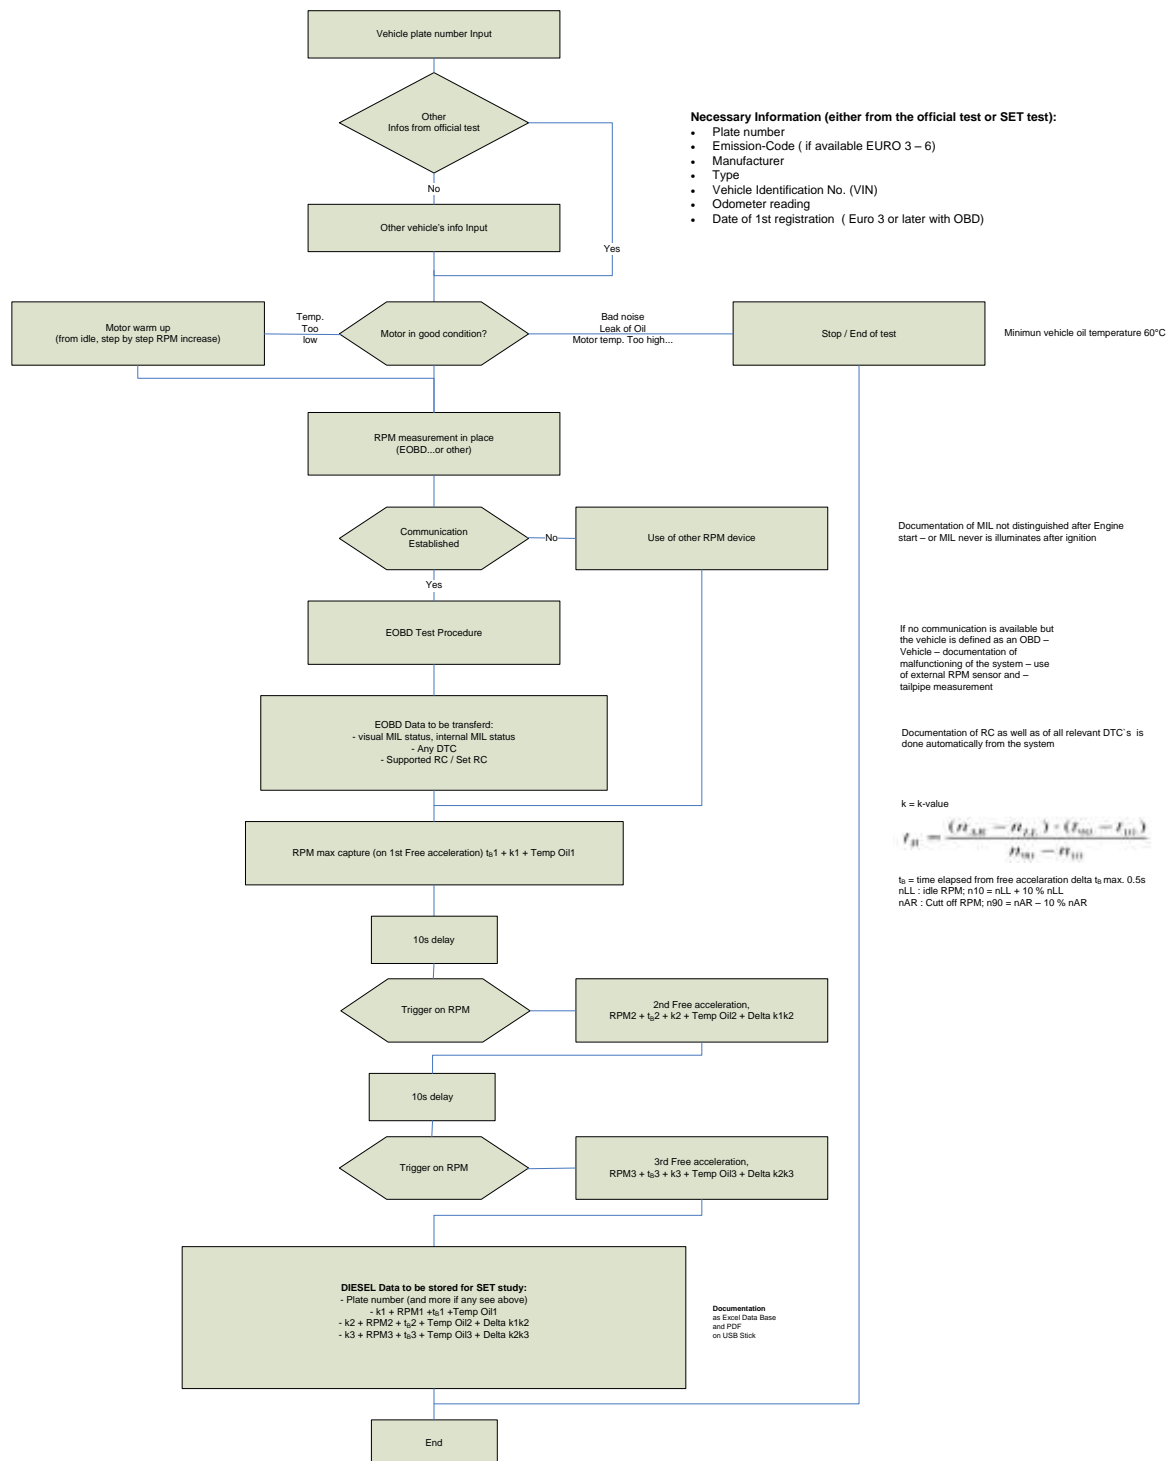 Vehicle plate number Input
Other
Infos from official test
Necessary Information (either from the official test or SET test):
• Plate number
• Emission-Code ( if available EURO 3 – 6)
• Manufacturer
• Type
• Vehicle Identification No. (VIN)
• Odometer reading
• Date of 1st registration ( Euro 3 or later with OBD)
No
Other vehicle's info Input
Yes
Motor warm up
(from idle, step by step RPM increase)
Temp.
Too
low
Motor in good condition?
Bad noise
Leak of Oil
Motor temp. Too high...
Stop / End of test
Minimun vehicle oil temperature 60°C
RPM measurement in place
(EOBD...or other)
Communication
Established
No
Use of other RPM device
Documentation of MIL not distinguished after Engine
start – or MIL never is illuminates after ignition
Yes
EOBD Test Procedure
If no communication is available but
the vehicle is defined as an OBD –
Vehicle – documentation of
malfunctioning of the system – use
of external RPM sensor and –
tailpipe measurement
EOBD Data to be transferd:
- visual MIL status, internal MIL status
- Any DTC
- Supported RC / Set RC
Documentation of RC as well as of all relevant DTC`s is
done automatically from the system
k = k-value
RPM max capture (on 1st Free acceleration) tB1 + k1 + Temp Oil1
tB = time elapsed from free accelaration delta tB max. 0.5s
nLL : idle RPM; n10 = nLL + 10 % nLL
nAR : Cutt off RPM; n90 = nAR – 10 % nAR
10s delay
Trigger on RPM
2nd Free acceleration,
RPM2 + tB2 + k2 + Temp Oil2 + Delta k1k2
10s delay
Trigger on RPM
3rd Free acceleration,
RPM3 + tB3 + k3 + Temp Oil3 + Delta k2k3
DIESEL Data to be stored for SET study:
- Plate number (and more if any see above)
- k1 + RPM1 +tB1 +Temp Oil1
- k2 + RPM2 + tB2 + Temp Oil2 + Delta k1k2
- k3 + RPM3 + tB3 + Temp Oil3 + Delta k2k3
Documentation
as Excel Data Base
and PDF
on USB Stick
End